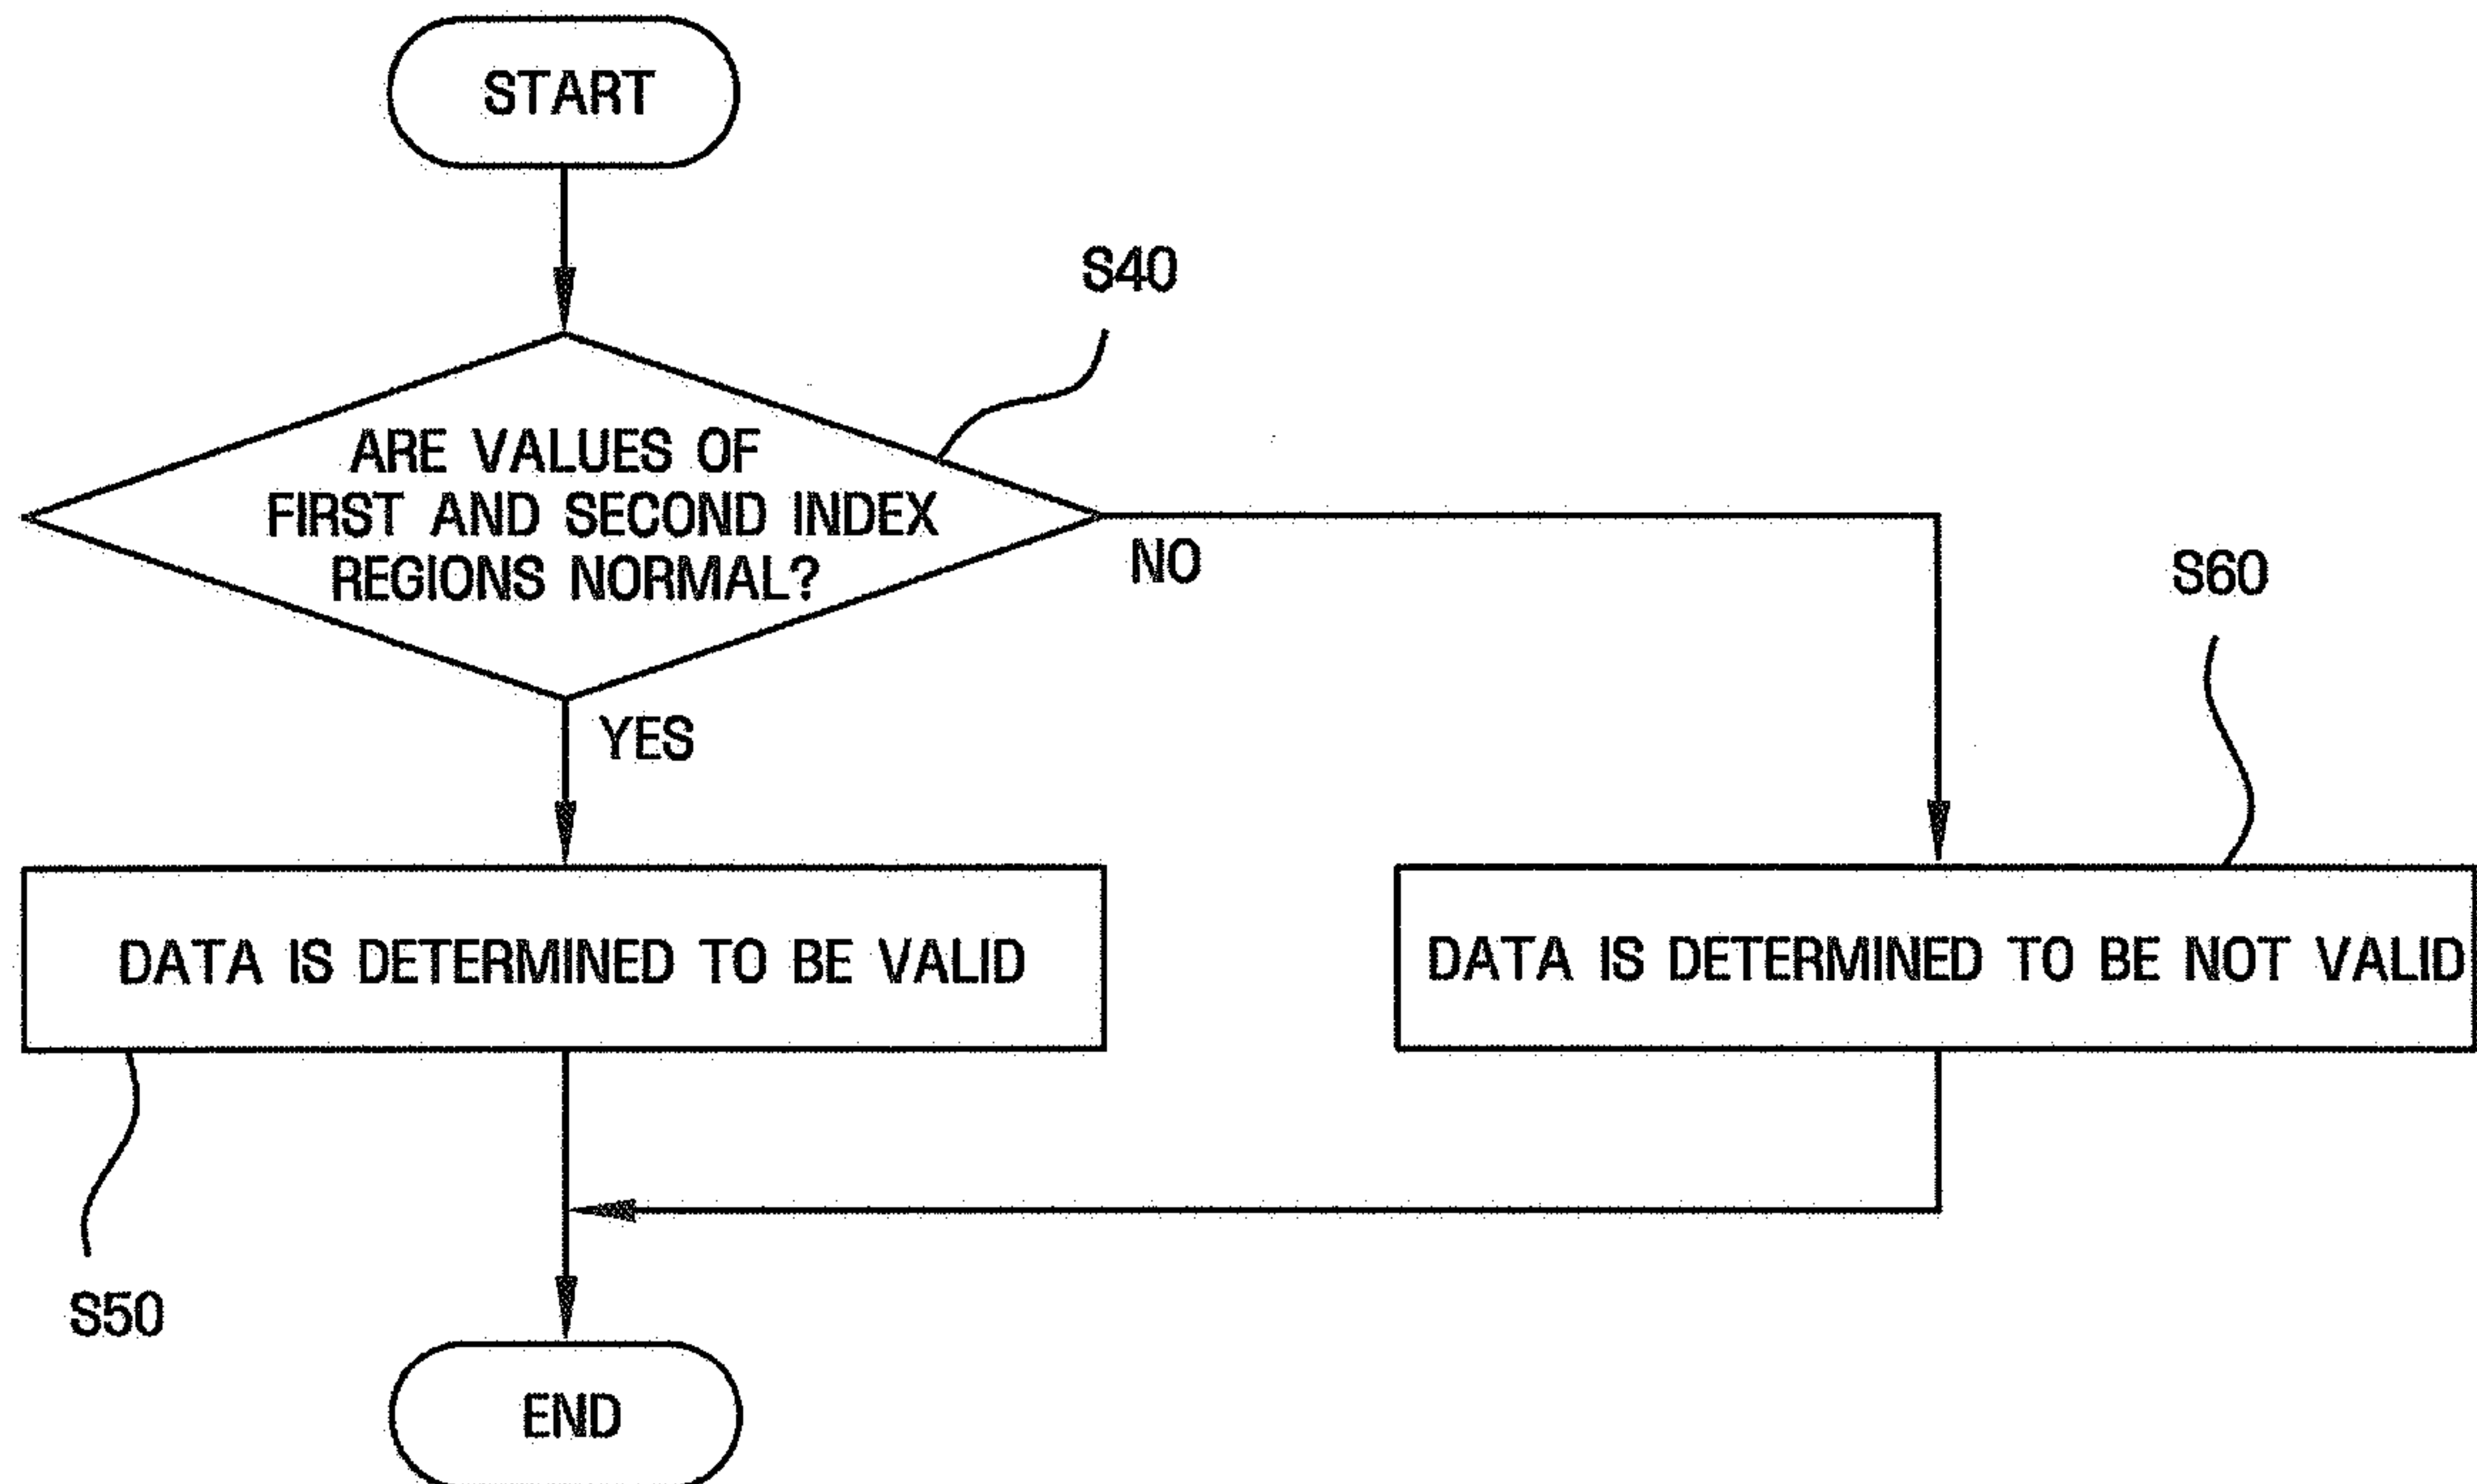 START
S40
ARE VALUES OF
FIRST AND SECOND INDEX
REGIONS NORMAL?
NO
S60
YES
DATA IS DETERMINED TO BE VALID
DATA IS DETERMINED TO BE NOT VALID
S50
END